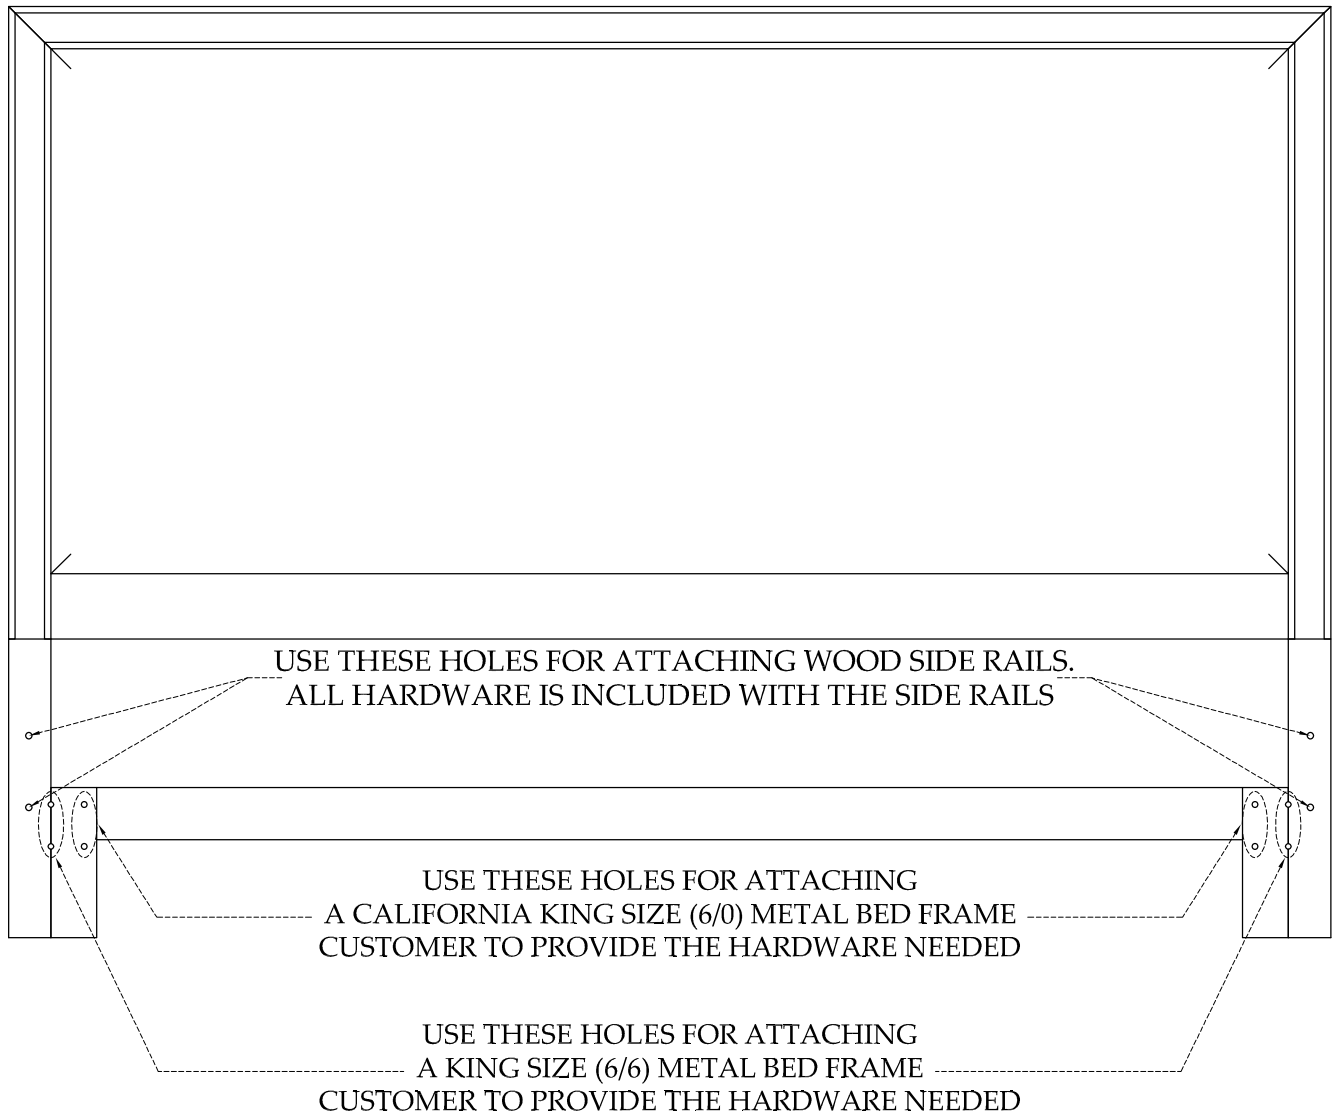 USE THESE HOLES FOR ATTACHING WOOD SIDE RAILS.
ALL HARDWARE IS INCLUDED WITH THE SIDE RAILS
USE THESE HOLES FOR ATTACHING
A CALIFORNIA KING SIZE (6/0) METAL BED FRAME
CUSTOMER TO PROVIDE THE HARDWARE NEEDED
USE THESE HOLES FOR ATTACHING
A KING SIZE (6/6) METAL BED FRAME
CUSTOMER TO PROVIDE THE HARDWARE NEEDED